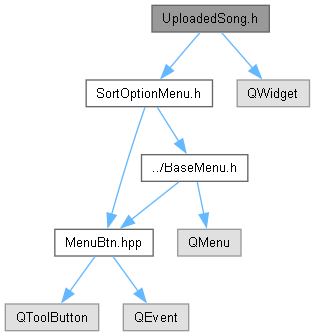 UploadedSong.h
SortOptionMenu.h
QWidget
../BaseMenu.h
MenuBtn.hpp
QMenu
QToolButton
QEvent